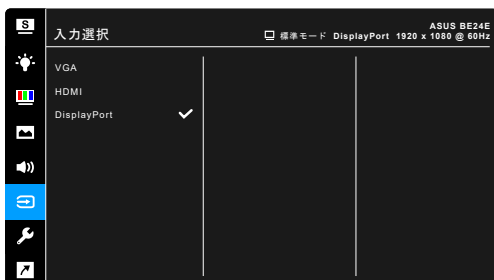 S
ASUS BE24E
入力選択
標準モード DisplayPort 1920 x 1080 @ 60Hz
VGA
HDMI
DisplayPort